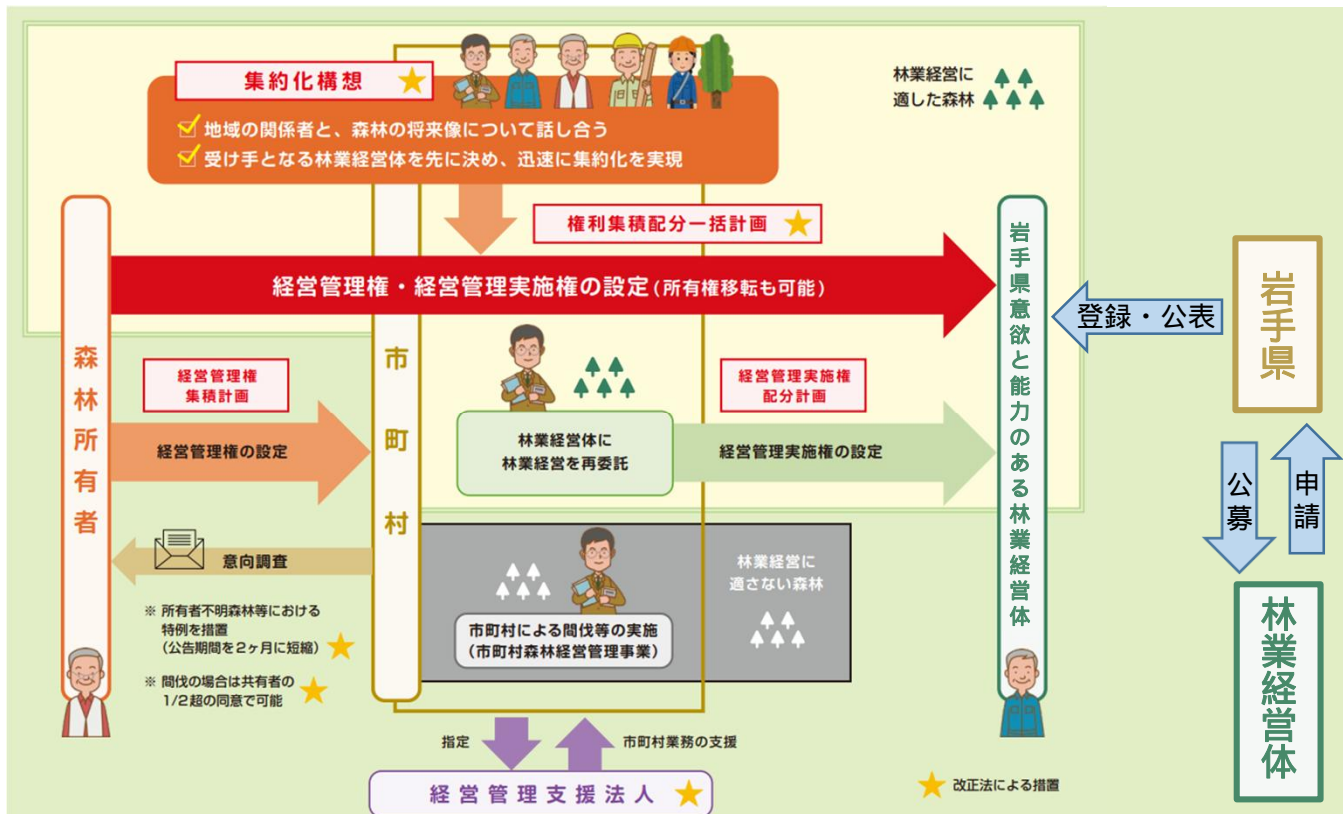 集約化構想
地域の関係者と、森林の将来像について話し合う
受け手となる林業経営体を先に決め、迅速に集約化を実現
林業経営に
適した森林
権利集積配分一括計画
経営管理権・経営管理実施権の設定(所有権移転も可能)
森林所有者
市町村
岩手県意欲と能力のある林業経営体
登録・公表
岩手県
経営管理権
集積計画
経営管理権の設定
林業経営体に
林業経営を再委託
経営管理実施権
配分計画
経営管理実施権の設定
公募
申請
林業経営体
意向調査
※ 所有者不明森林等における
特例を措置
(公告期間を2ヶ月に短縮)
※ 間伐の場合は共有者の
1/2超の同意で可能
市町村による間伐等の実施
(市町村森林経営管理事業)
林業経営に
適さない森林
指定
市町村業務の支援
経営管理支援法人
改正法による措置